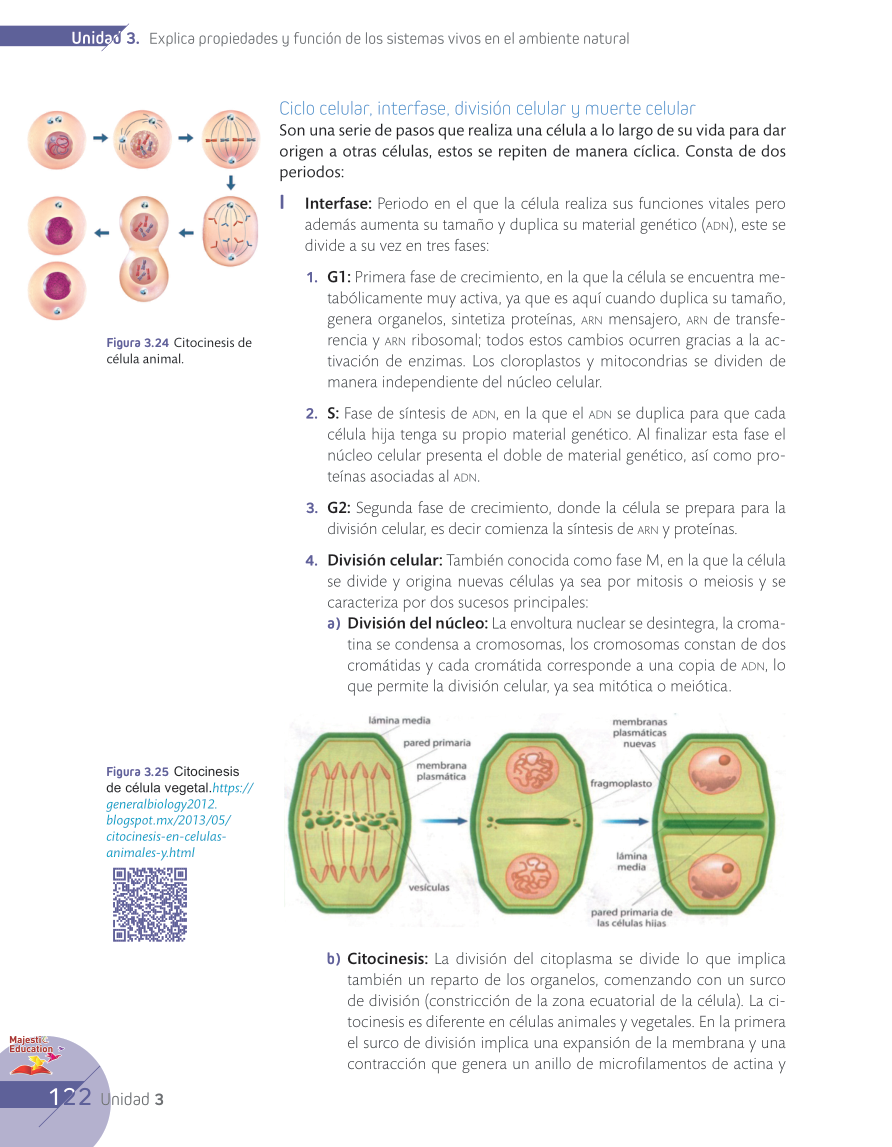 Unidad 3. Explica propiedades y función de los sistemas vivos en el ambiente natural
Ciclo celular, interfase, división celular y muerte celular
Son una serie de pasos que realiza una célula a lo largo de su vida para dar
origen a otras células, estos se repiten de manera cíclica. Consta de dos
periodos:
I Interfase: Periodo en el que la célula realiza sus funciones vitales pero
además aumenta su tamaño y duplica su material genético (ADN), este se
divide a su vez en tres fases:
1. G1: Primera fase de crecimiento, en la que la célula se encuentra me-
tabólicamente muy activa, ya que es aquí cuando duplica su tamaño,
genera organelos, sintetiza proteínas, ARN mensajero, ARN de transfe-
rencia y ARN ribosomal; todos estos cambios ocurren gracias a la ac-
tivación de enzimas. Los cloroplastos y mitocondrias se dividen de
manera independiente del núcleo celular.
Figura 3.24 Citocinesis de
célula animal.
2. S: Fase de síntesis de ADN, en la que el ADN se duplica para que cada
célula hija tenga su propio material genético. Al finalizar esta fase el
núcleo celular presenta el doble de material genético, así como pro-
teínas asociadas al ADN.
3. G2: Segunda fase de crecimiento, donde la célula se prepara para la
división celular, es decir comienza la síntesis de ARN y proteínas.
4. División celular: También conocida como fase M, en la que la célula
se divide y origina nuevas células ya sea por mitosis o meiosis y se
caracteriza por dos sucesos principales:
a) División del núcleo: La envoltura nuclear se desintegra, la croma-
tina se condensa a cromosomas, los cromosomas constan de dos
cromátidas y cada cromátida corresponde a una copia de ADN, lo
que permite la división celular, ya sea mitótica o meiótica.
lámina media
pared primaria
membrana
plasmática
vesículas
membranas
plasmáticas
nuevas
fragmoplasto
lámina
media
pared primaria de
las células hijas
Figura 3.25 Citocinesis
de célula vegetal.https://
generalbiology2012.
blogspot.mx/2013/05/
citocinesis-en-celulas-
animales-y.html
b) Citocinesis: La división del citoplasma se divide lo que implica
también un reparto de los organelos, comenzando con un surco
de división (constricción de la zona ecuatorial de la célula). La ci-
tocinesis es diferente en células animales y vegetales. En la primera
el surco de división implica una expansión de la membrana y una
contracción que genera un anillo de microfilamentos de actina y
Majestic
Education
122 Unidad 3